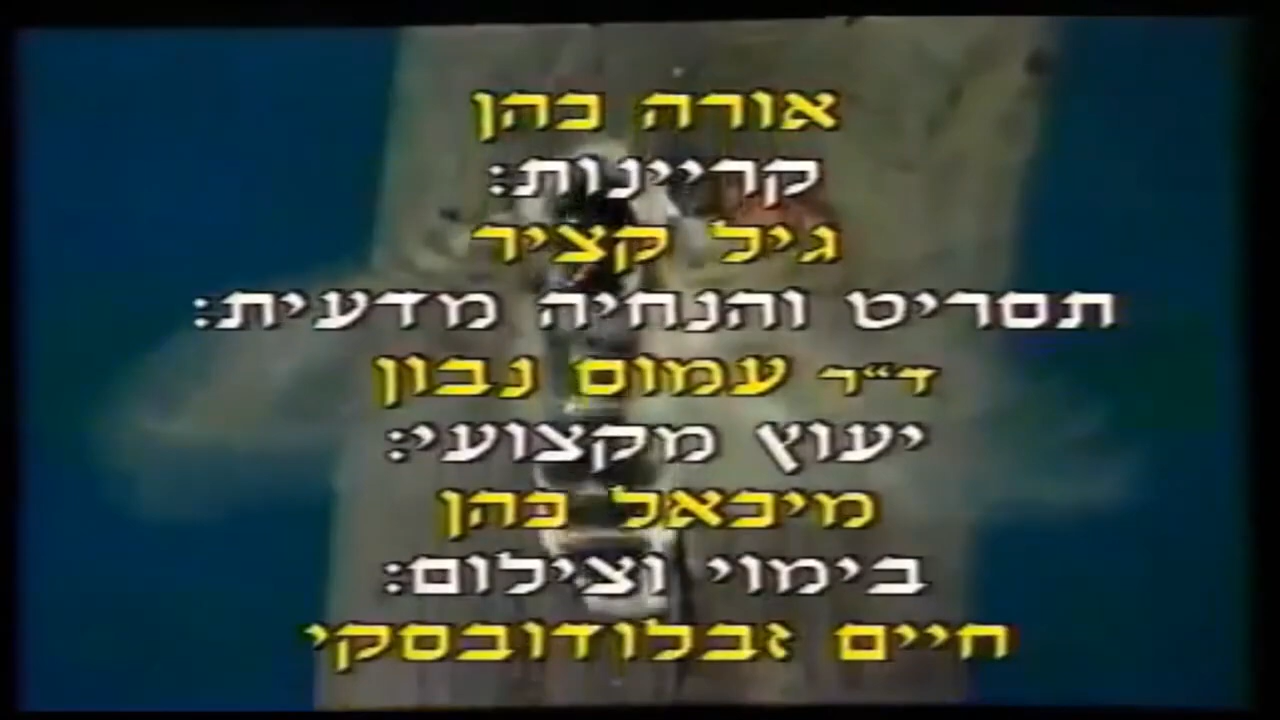 אורה כהן
קריינות:
גיל קציר
תסריט והנחיה מדעית:
ד״ר עמוס נבון
יעוץ מקצועי:
מיכאל כהן
בימוי וצילום:
חיים זבלודובסקי